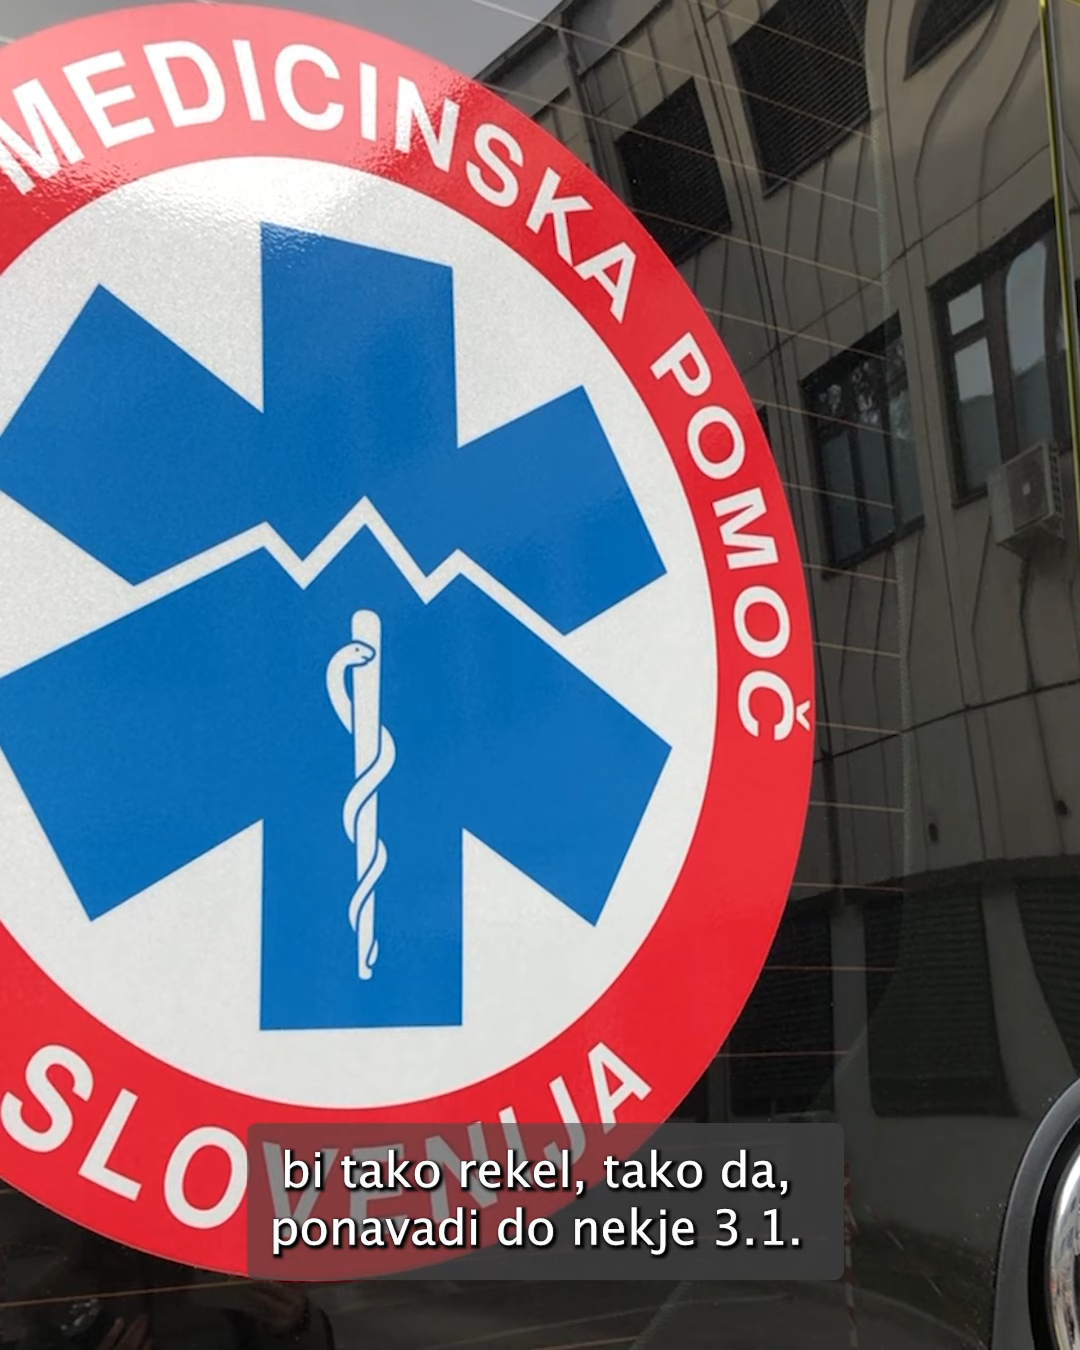 MEDICINSKA POMOČ
SLOVENIJA
bi tako rekel, tako da,
ponavadi do nekje 3.1.